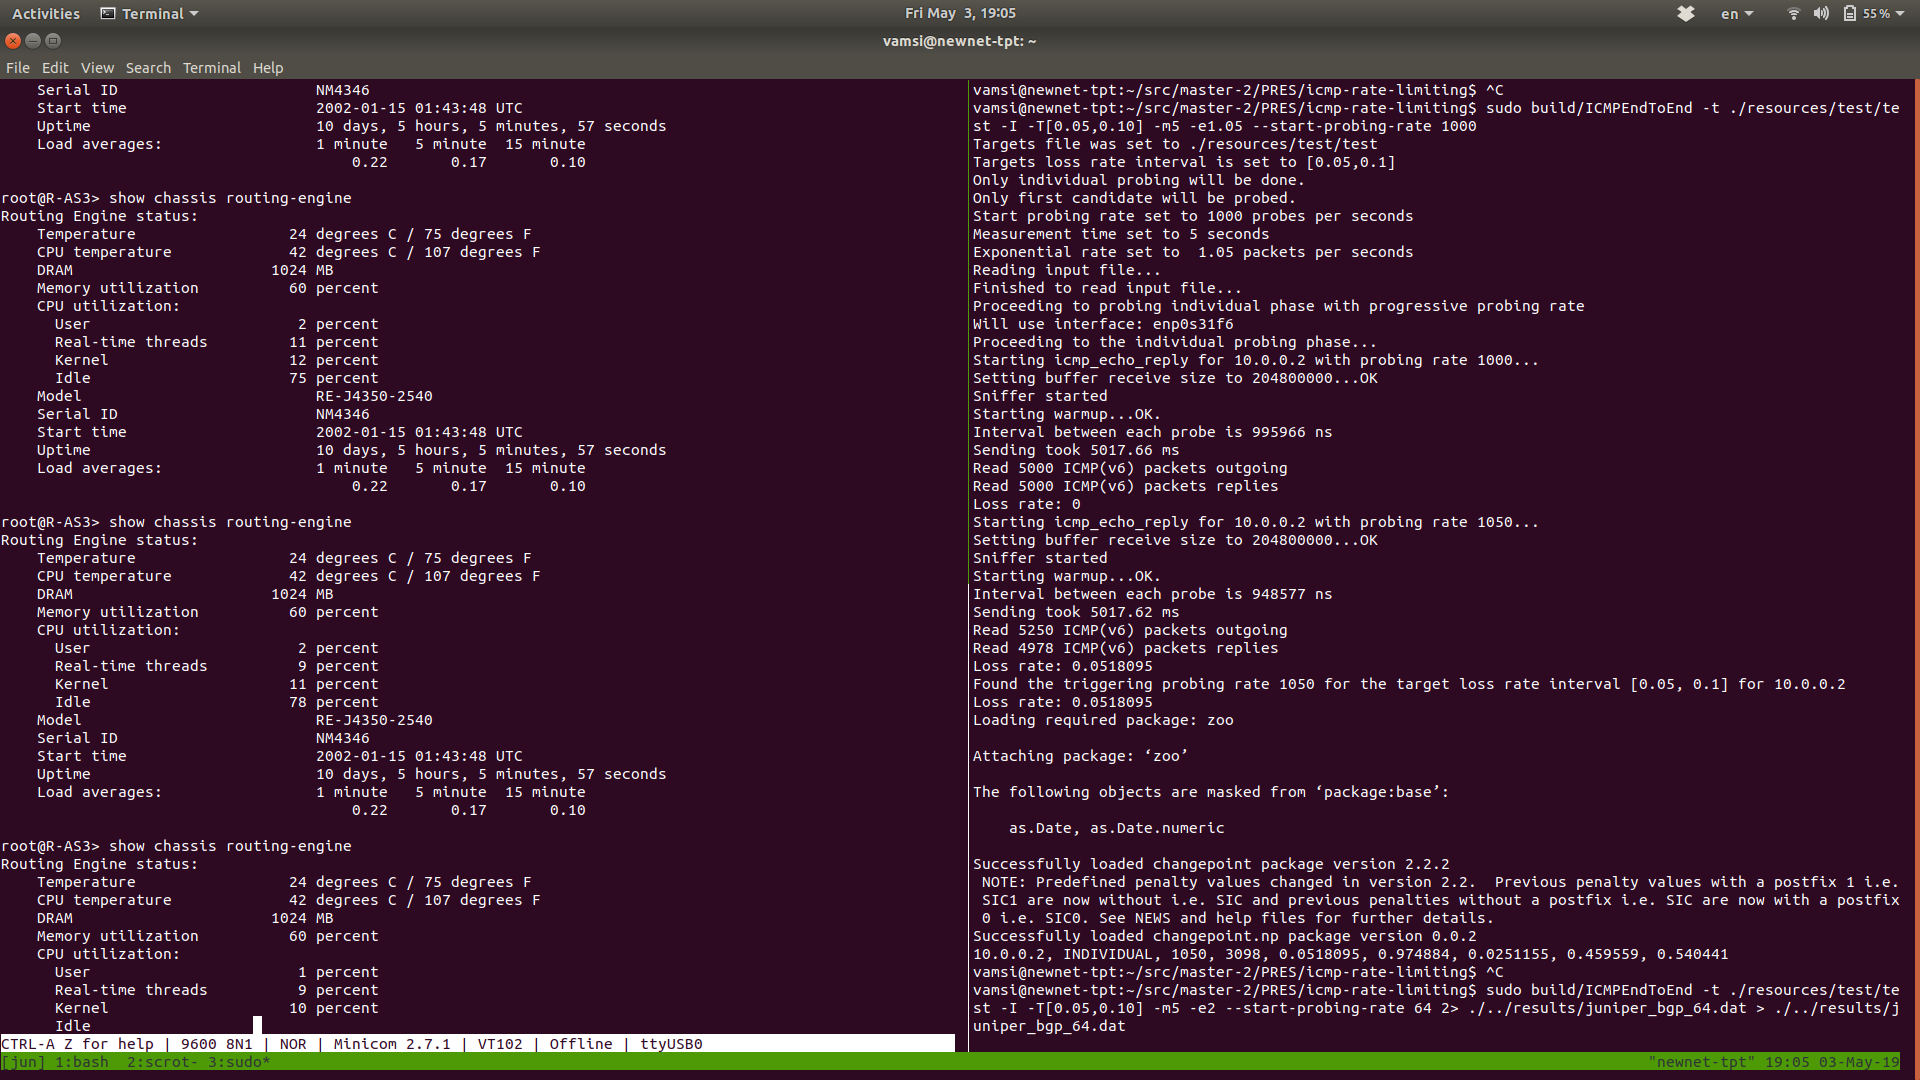 Activities Terminal Fri May 3, 19:05 en 55%
vamsi@newnet-tpt: ~
File Edit View Search Terminal Help
    Serial ID                      NM4346
    Start time                     2002-01-15 01:43:48 UTC
    Uptime                         10 days, 5 hours, 5 minutes, 57 seconds
    Load averages:                 1 minute   5 minute  15 minute
                                       0.22       0.17       0.10

root@R-AS3> show chassis routing-engine
Routing Engine status:
    Temperature                 24 degrees C / 75 degrees F
    CPU temperature             42 degrees C / 107 degrees F
    DRAM                      1024 MB
    Memory utilization          60 percent
    CPU utilization:
      User                       2 percent
      Real-time threads         11 percent
      Kernel                    12 percent
      Idle                      75 percent
    Model                          RE-J4350-2540
    Serial ID                      NM4346
    Start time                     2002-01-15 01:43:48 UTC
    Uptime                         10 days, 5 hours, 5 minutes, 57 seconds
    Load averages:                 1 minute   5 minute  15 minute
                                       0.22       0.17       0.10

root@R-AS3> show chassis routing-engine
Routing Engine status:
    Temperature                 24 degrees C / 75 degrees F
    CPU temperature             42 degrees C / 107 degrees F
    DRAM                      1024 MB
    Memory utilization          60 percent
    CPU utilization:
      User                       2 percent
      Real-time threads          9 percent
      Kernel                    11 percent
      Idle                      78 percent
    Model                          RE-J4350-2540
    Serial ID                      NM4346
    Start time                     2002-01-15 01:43:48 UTC
    Uptime                         10 days, 5 hours, 5 minutes, 57 seconds
    Load averages:                 1 minute   5 minute  15 minute
                                       0.22       0.17       0.10

root@R-AS3> show chassis routing-engine
Routing Engine status:
    Temperature                 24 degrees C / 75 degrees F
    CPU temperature             42 degrees C / 107 degrees F
    DRAM                      1024 MB
    Memory utilization          60 percent
    CPU utilization:
      User                       1 percent
      Real-time threads          9 percent
      Kernel                    10 percent
      Idle
CTRL-A Z for help | 9600 8N1 | NOR | Minicom 2.7.1 | VT102 | Offline | ttyUSB0
vamsi@newnet-tpt:~/src/master-2/PRES/icmp-rate-limiting$ ^C
vamsi@newnet-tpt:~/src/master-2/PRES/icmp-rate-limiting$ sudo build/ICMPEndToEnd -t ./resources/test/te
st -I -T[0.05,0.10] -m5 -e1.05 --start-probing-rate 1000
Targets file was set to ./resources/test/test
Targets loss rate interval is set to [0.05,0.1]
Only individual probing will be done.
Only first candidate will be probed.
Start probing rate set to 1000 probes per seconds
Measurement time set to 5 seconds
Exponential rate set to  1.05 packets per seconds
Reading input file...
Finished to read input file...
Proceeding to probing individual phase with progressive probing rate
Will use interface: enp0s31f6
Proceeding to the individual probing phase...
Starting icmp_echo_reply for 10.0.0.2 with probing rate 1000...
Setting buffer receive size to 204800000...OK
Sniffer started
Starting warmup...OK.
Interval between each probe is 995966 ns
Sending took 5017.66 ms
Read 5000 ICMP(v6) packets outgoing
Read 5000 ICMP(v6) packets replies
Loss rate: 0
Starting icmp_echo_reply for 10.0.0.2 with probing rate 1050...
Setting buffer receive size to 204800000...OK
Sniffer started
Starting warmup...OK.
Interval between each probe is 948577 ns
Sending took 5017.62 ms
Read 5250 ICMP(v6) packets outgoing
Read 4978 ICMP(v6) packets replies
Loss rate: 0.0518095
Found the triggering probing rate 1050 for the target loss rate interval [0.05, 0.1] for 10.0.0.2
Loss rate: 0.0518095
Loading required package: zoo

Attaching package: ‘zoo’

The following objects are masked from ‘package:base’:

    as.Date, as.Date.numeric

Successfully loaded changepoint package version 2.2.2
 NOTE: Predefined penalty values changed in version 2.2.  Previous penalty values with a postfix 1 i.e.
 SIC1 are now without i.e. SIC and previous penalties without a postfix i.e. SIC are now with a postfix
 0 i.e. SIC0. See NEWS and help files for further details.
Successfully loaded changepoint.np package version 0.0.2
10.0.0.2, INDIVIDUAL, 1050, 3098, 0.0518095, 0.974884, 0.0251155, 0.459559, 0.540441
vamsi@newnet-tpt:~/src/master-2/PRES/icmp-rate-limiting$ ^C
vamsi@newnet-tpt:~/src/master-2/PRES/icmp-rate-limiting$ sudo build/ICMPEndToEnd -t ./resources/test/te
st -I -T[0.05,0.10] -m5 -e2 --start-probing-rate 64 2> ./../results/juniper_bgp_64.dat > ./../results/j
uniper_bgp_64.dat
[jun] 1:bash  2:scrot- 3:sudo* "newnet-tpt" 19:05 03-May-19